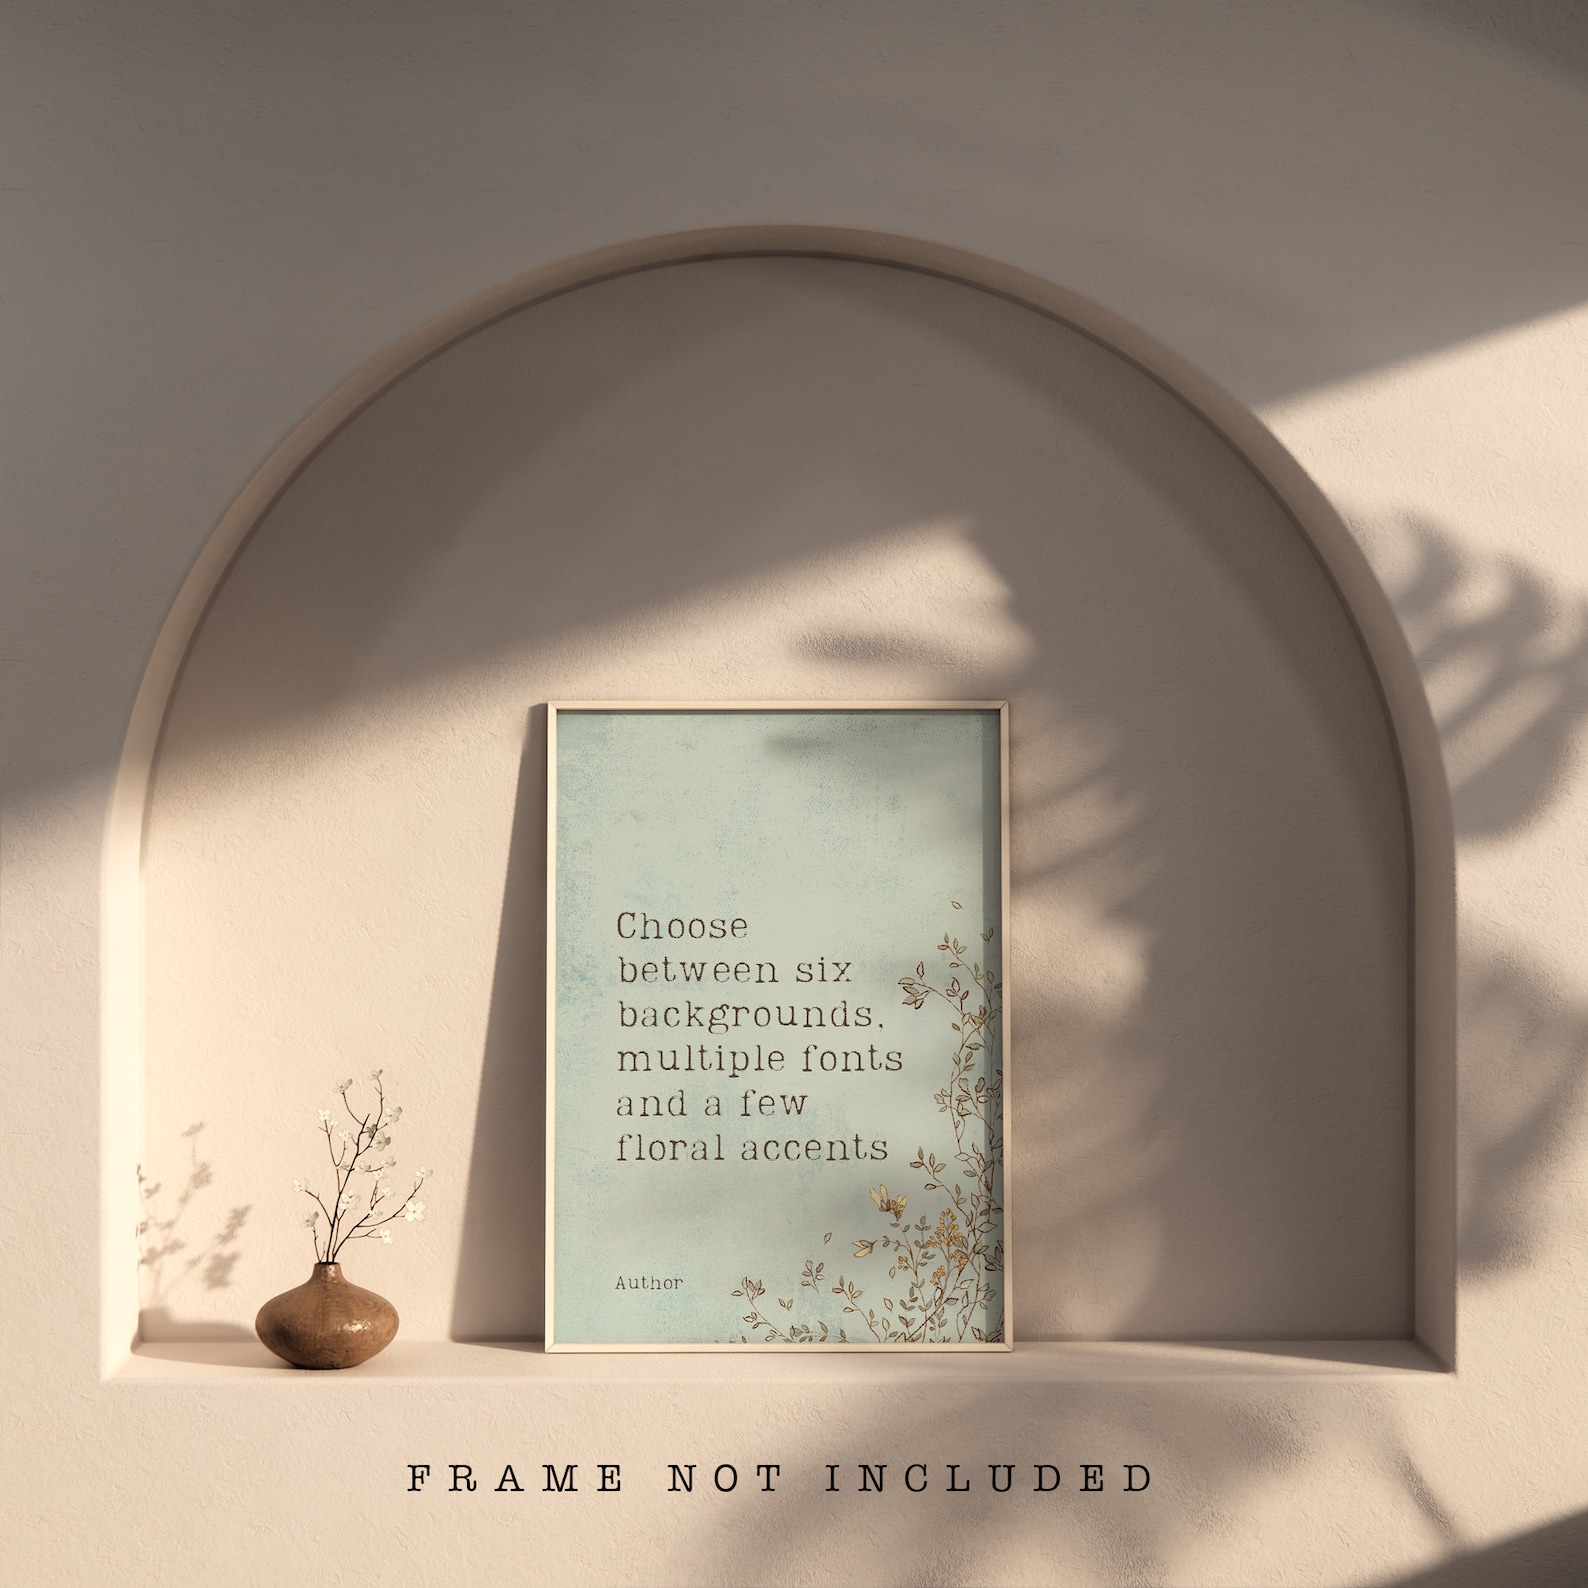 Choose
between six
backgrounds,
multiple fonts
and a few
floral accents
Author
FRAME NOT INCLUDED